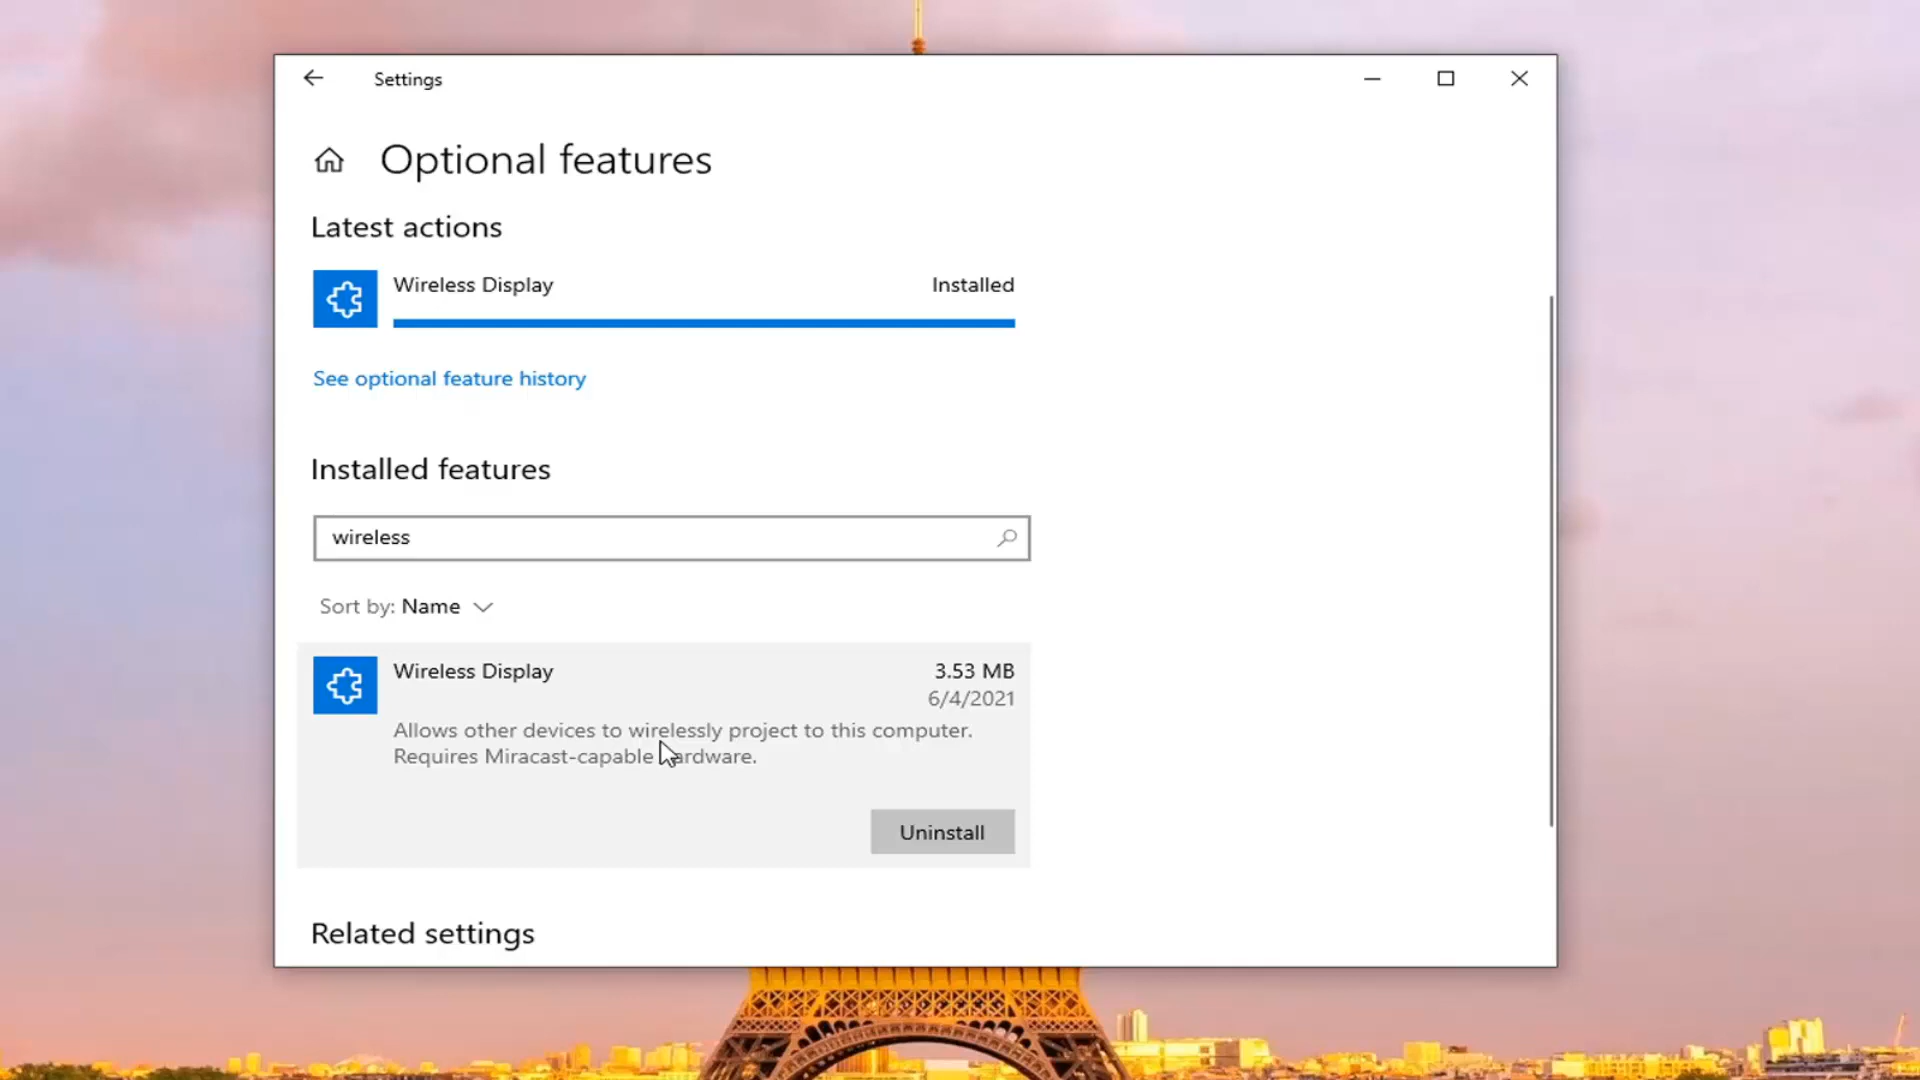 Settings
Optional features
Latest actions
Wireless Display Installed
See optional feature history
Installed features
wireless
Sort by: Name
Wireless Display 3.53 MB
6/4/2021
Allows other devices to wirelessly project to this computer.
Requires Miracast-capable hardware.
Uninstall
Related settings